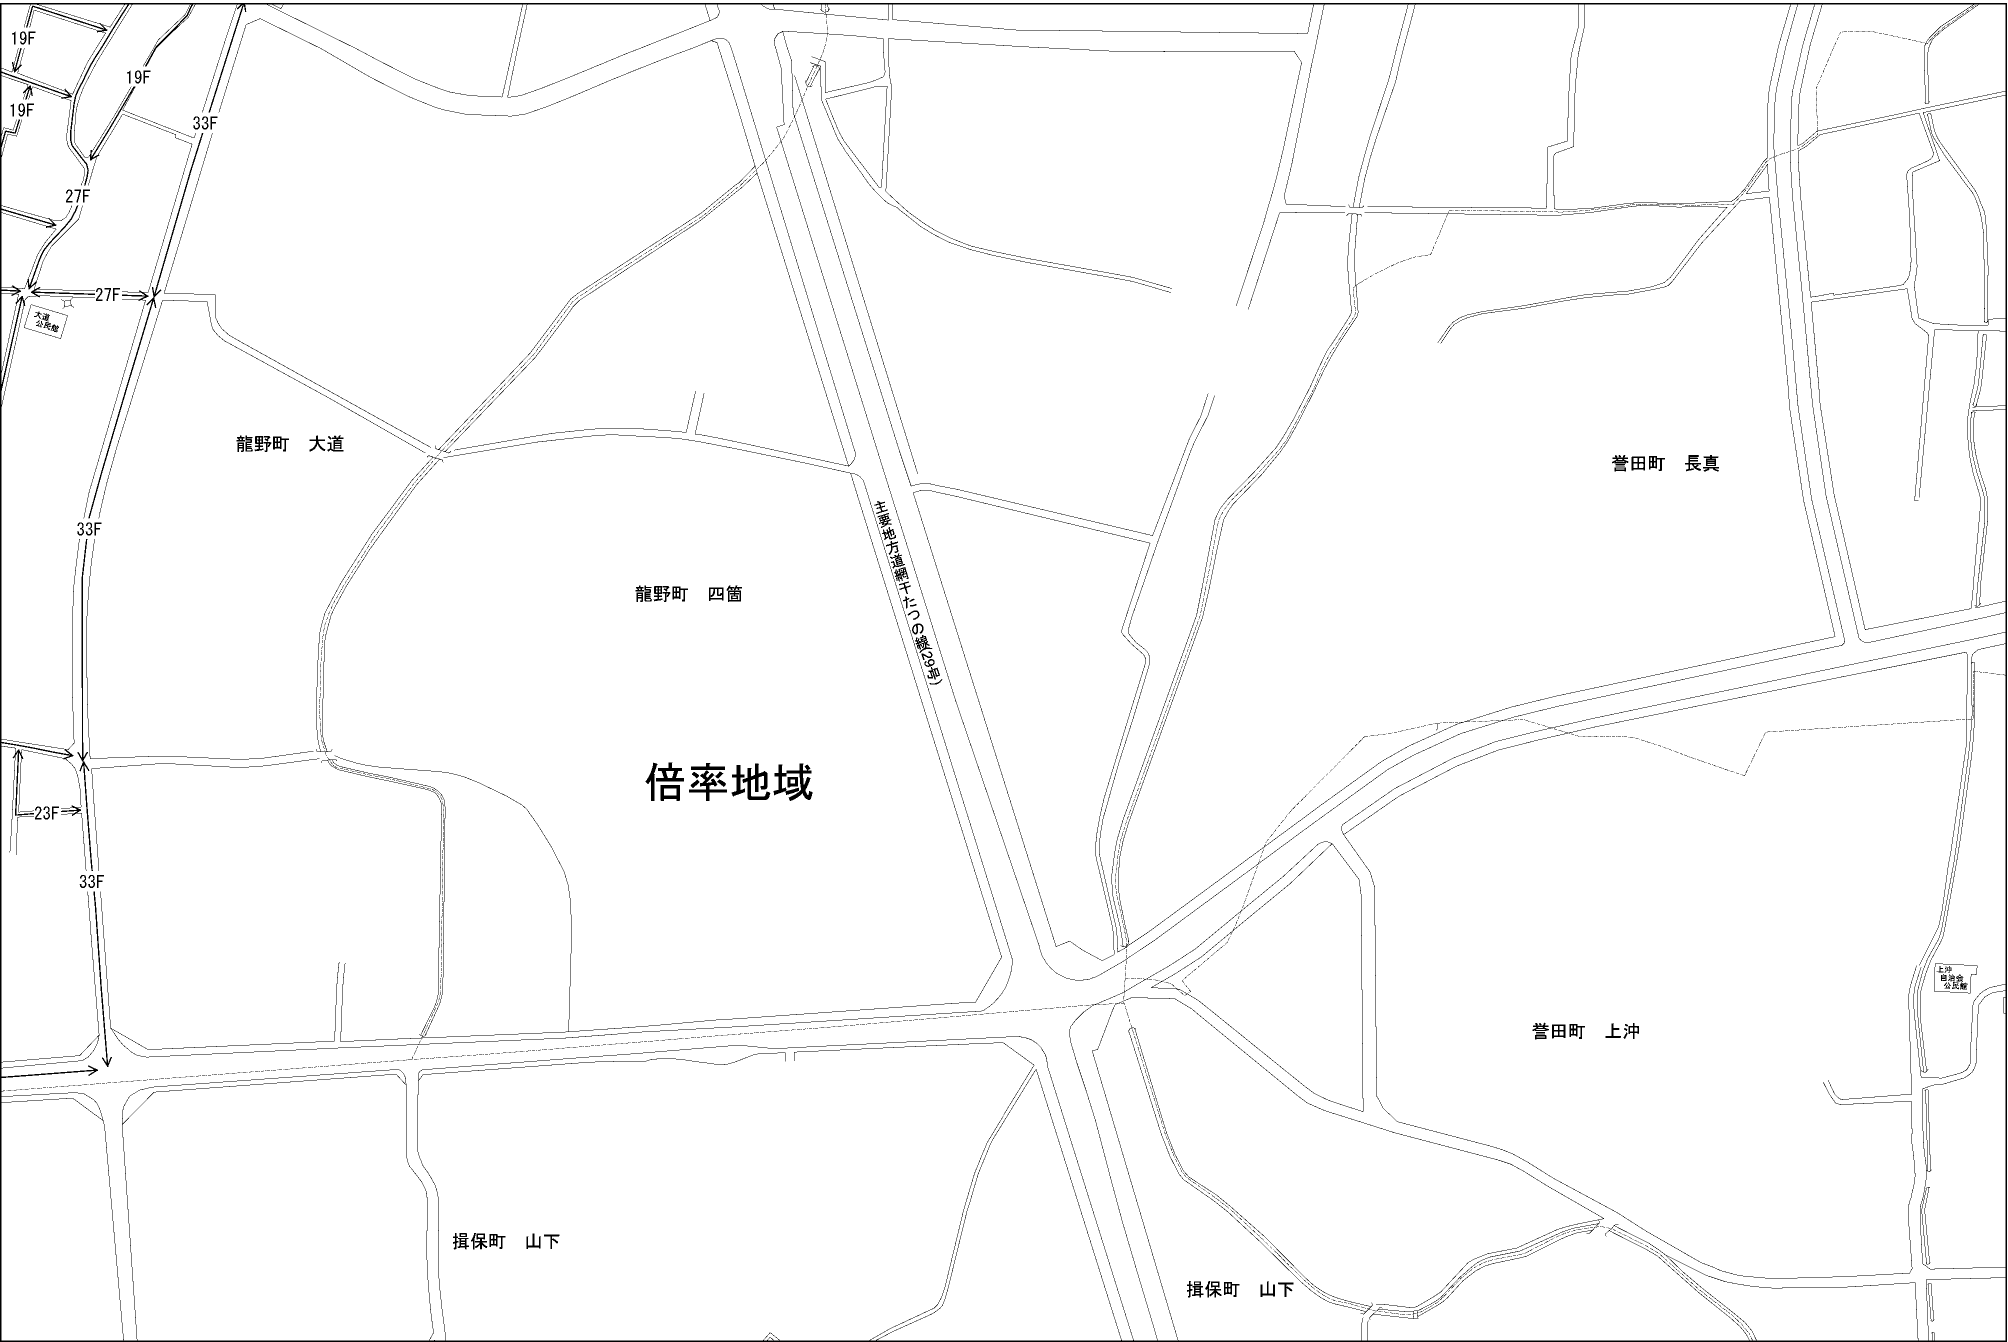 19F
19F
33F
19F
27F
27F
大道
公民館
龍野町　大道
誉田町　長真
主要地方道網干たつの線(29号)
33F
龍野町　四箇
倍率地域
23F
33F
上沖
自治会
公民館
誉田町　上沖
揖保町　山下
揖保町　山下